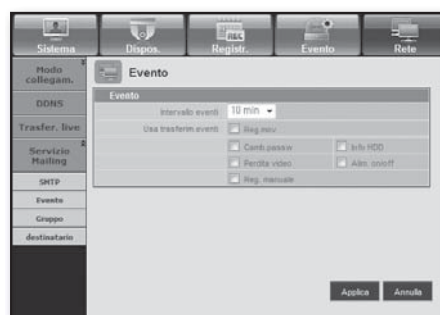 Sistema
Dispos.
REC
Registr.
Evento
Rete
Modo
collegam.
DDNS
Trasfer. live
Servizio
Mailing
SMTP
Evento
Gruppo
destinatario
Evento
Evento
Intervallo eventi 10 min
Usa trasferim.eventi Reg.mov
Camb.passw Info HDD
Perdita video Alim. on/off
Reg. manuale
Applica Annulla